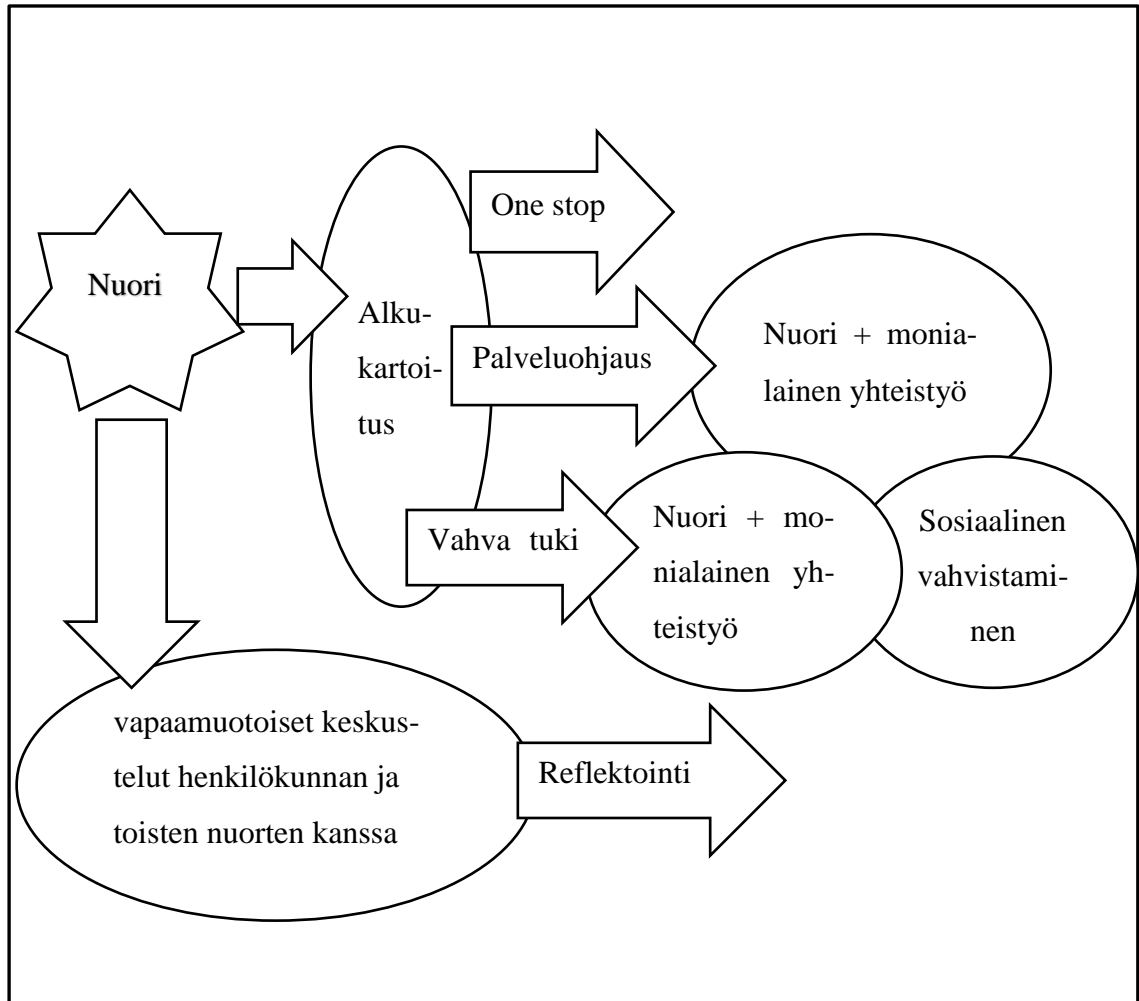 One stop
Nuori
Alku-
kartoi-
tus
Palveluohjaus
Nuori + monia-
lainen yhteistyö
Vahva tuki
Nuori + mo-
nialainen yh-
teistyö
Sosiaalinen
vahvistami-
nen
vapaamuotoiset keskus-
telut henkilökunnan ja
toisten nuorten kanssa
Reflektointi